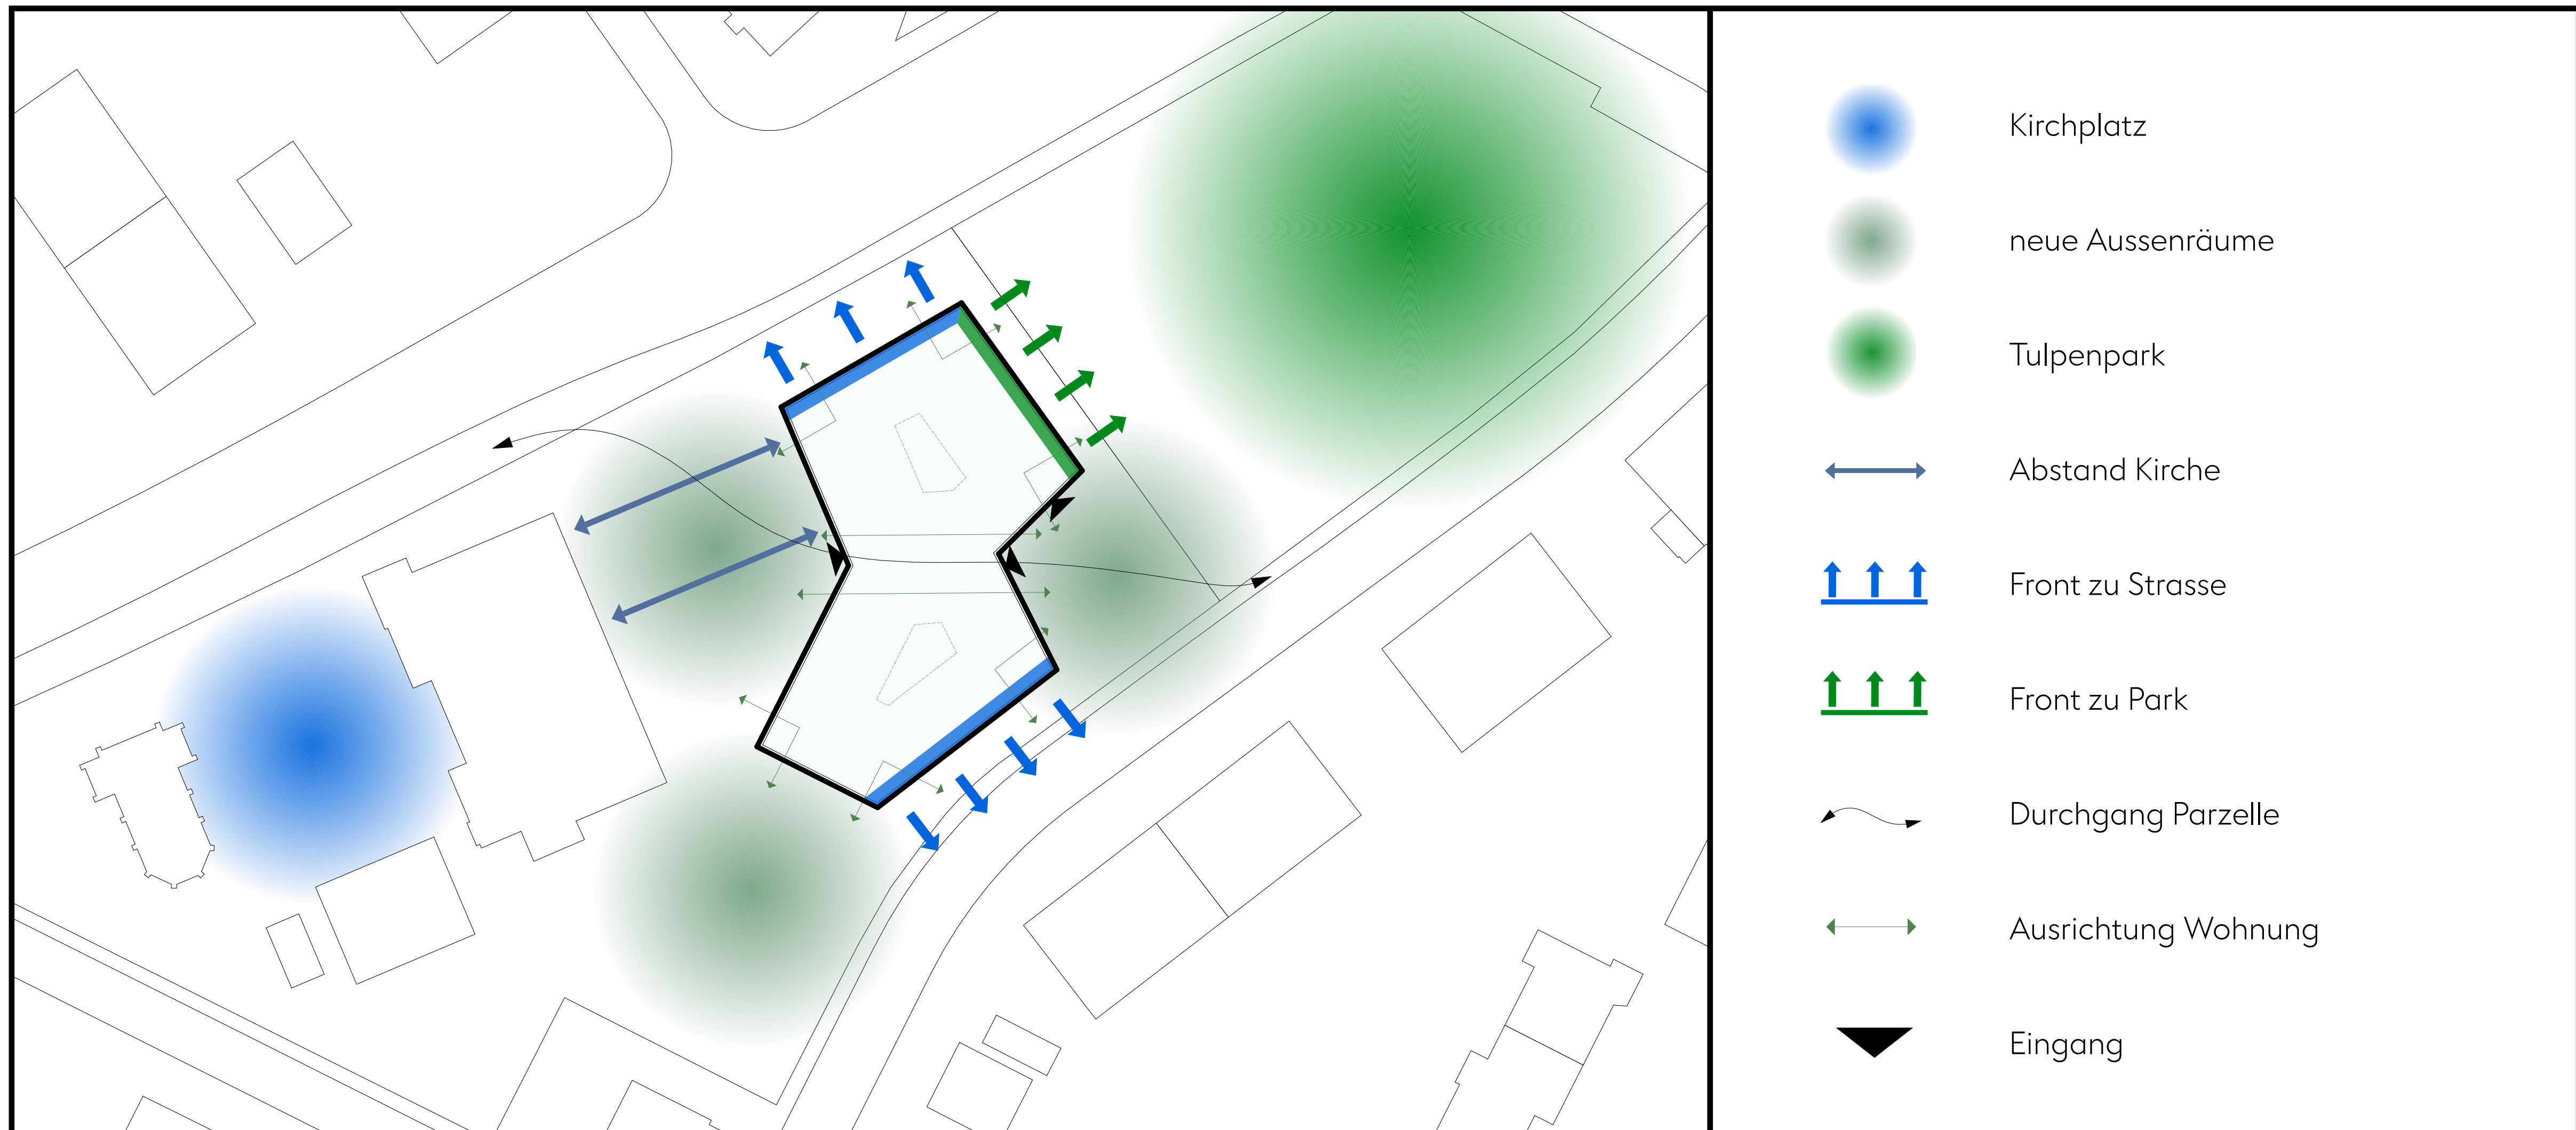 Kirchplatz
neue Aussenräume
Tulpenpark
Abstand Kirche
Front zu Strasse
Front zu Park
Durchgang Parzelle
Ausrichtung Wohnung
Eingang